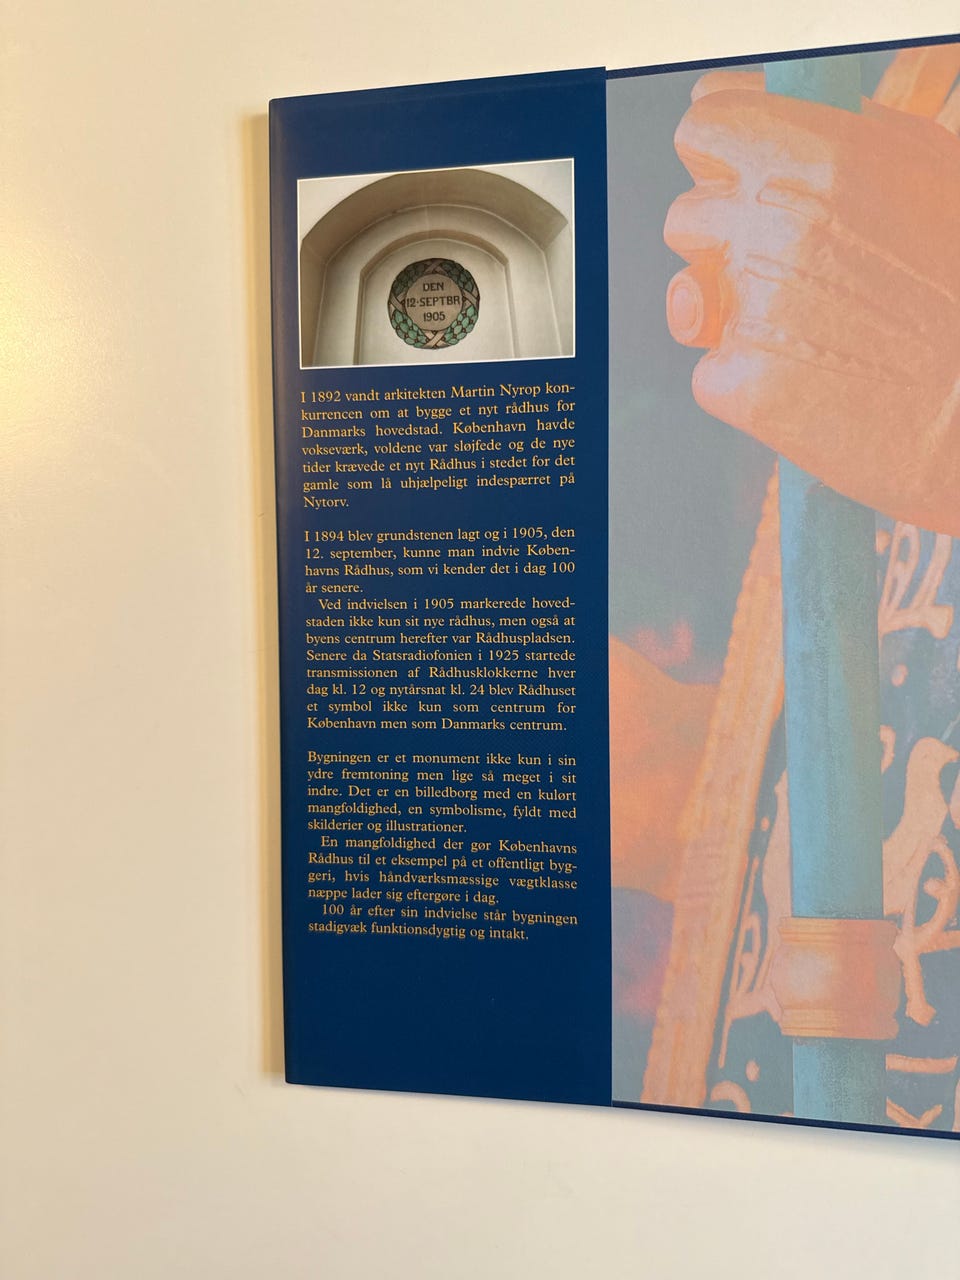 DEN
12·SEPTBR
1905
I 1892 vandt arkitekten Martin Nyrop kon-
kurrencen om at bygge et nyt rådhus for
Danmarks hovedstad. København havde
vokseværk, voldene var sløjfede og de nye
tider krævede et nyt Rådhus i stedet for det
gamle som lå uhjælpeligt indespærret på
Nytorv.
I 1894 blev grundstenen lagt og i 1905, den
12. september, kunne man indvie Køben-
havns Rådhus, som vi kender det i dag 100
år senere.
Ved indvielsen i 1905 markerede hoved-
staden ikke kun sit nye rådhus, men også at
byens centrum herefter var Rådhuspladsen.
Senere da Statsradiofonien i 1925 startede
transmissionen af Rådhusklokkerne hver
dag kl. 12 og nytårsnat kl. 24 blev Rådhuset
et symbol ikke kun som centrum for
København men som Danmarks centrum.
Bygningen er et monument ikke kun i sin
ydre fremtoning men lige så meget i sit
indre. Det er en billedborg med en kulørt
mangfoldighed, en symbolisme, fyldt med
skilderier og illustrationer.
En mangfoldighed der gør Københavns
Rådhus til et eksempel på et offentligt byg-
geri, hvis håndværksmæssige vægtklasse
næppe lader sig eftergøre i dag.
100 år efter sin indvielse står bygningen
stadigvæk funktionsdygtig og intakt.